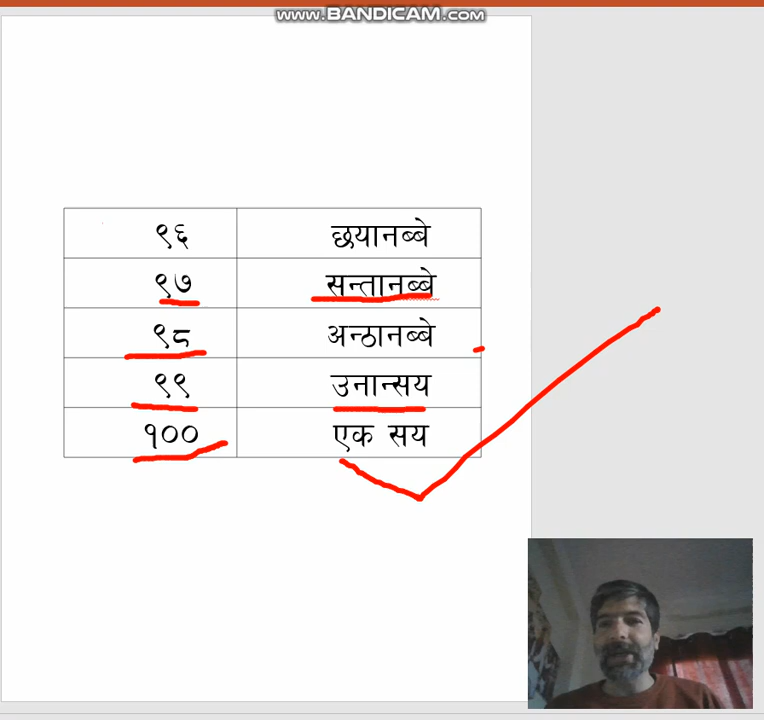 www.BANDICAM.com
९६ छयानब्बे
९७ सन्तानब्बे
९८ अन्ठानब्बे
९९ उनान्सय
१०० एक सय